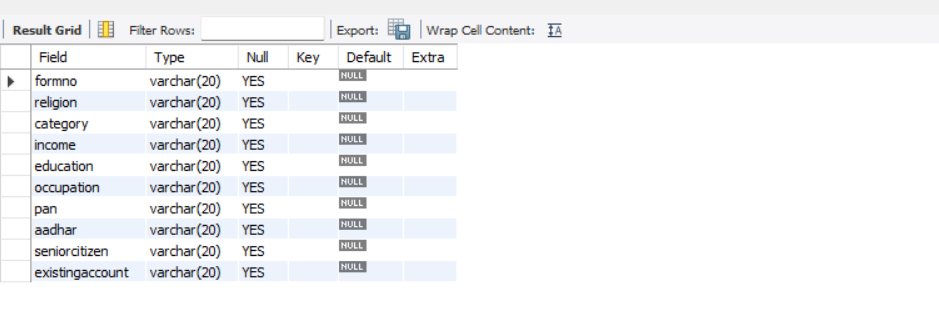 Result Grid Filter Rows: Export: Wrap Cell Content: IA
Field Type Null Key Default Extra
formno varchar(20) YES NULL
religion varchar(20) YES NULL
category varchar(20) YES NULL
income varchar(20) YES NULL
education varchar(20) YES NULL
occupation varchar(20) YES NULL
pan varchar(20) YES NULL
aadhar varchar(20) YES NULL
seniorcitizen varchar(20) YES NULL
existingaccount varchar(20) YES NULL